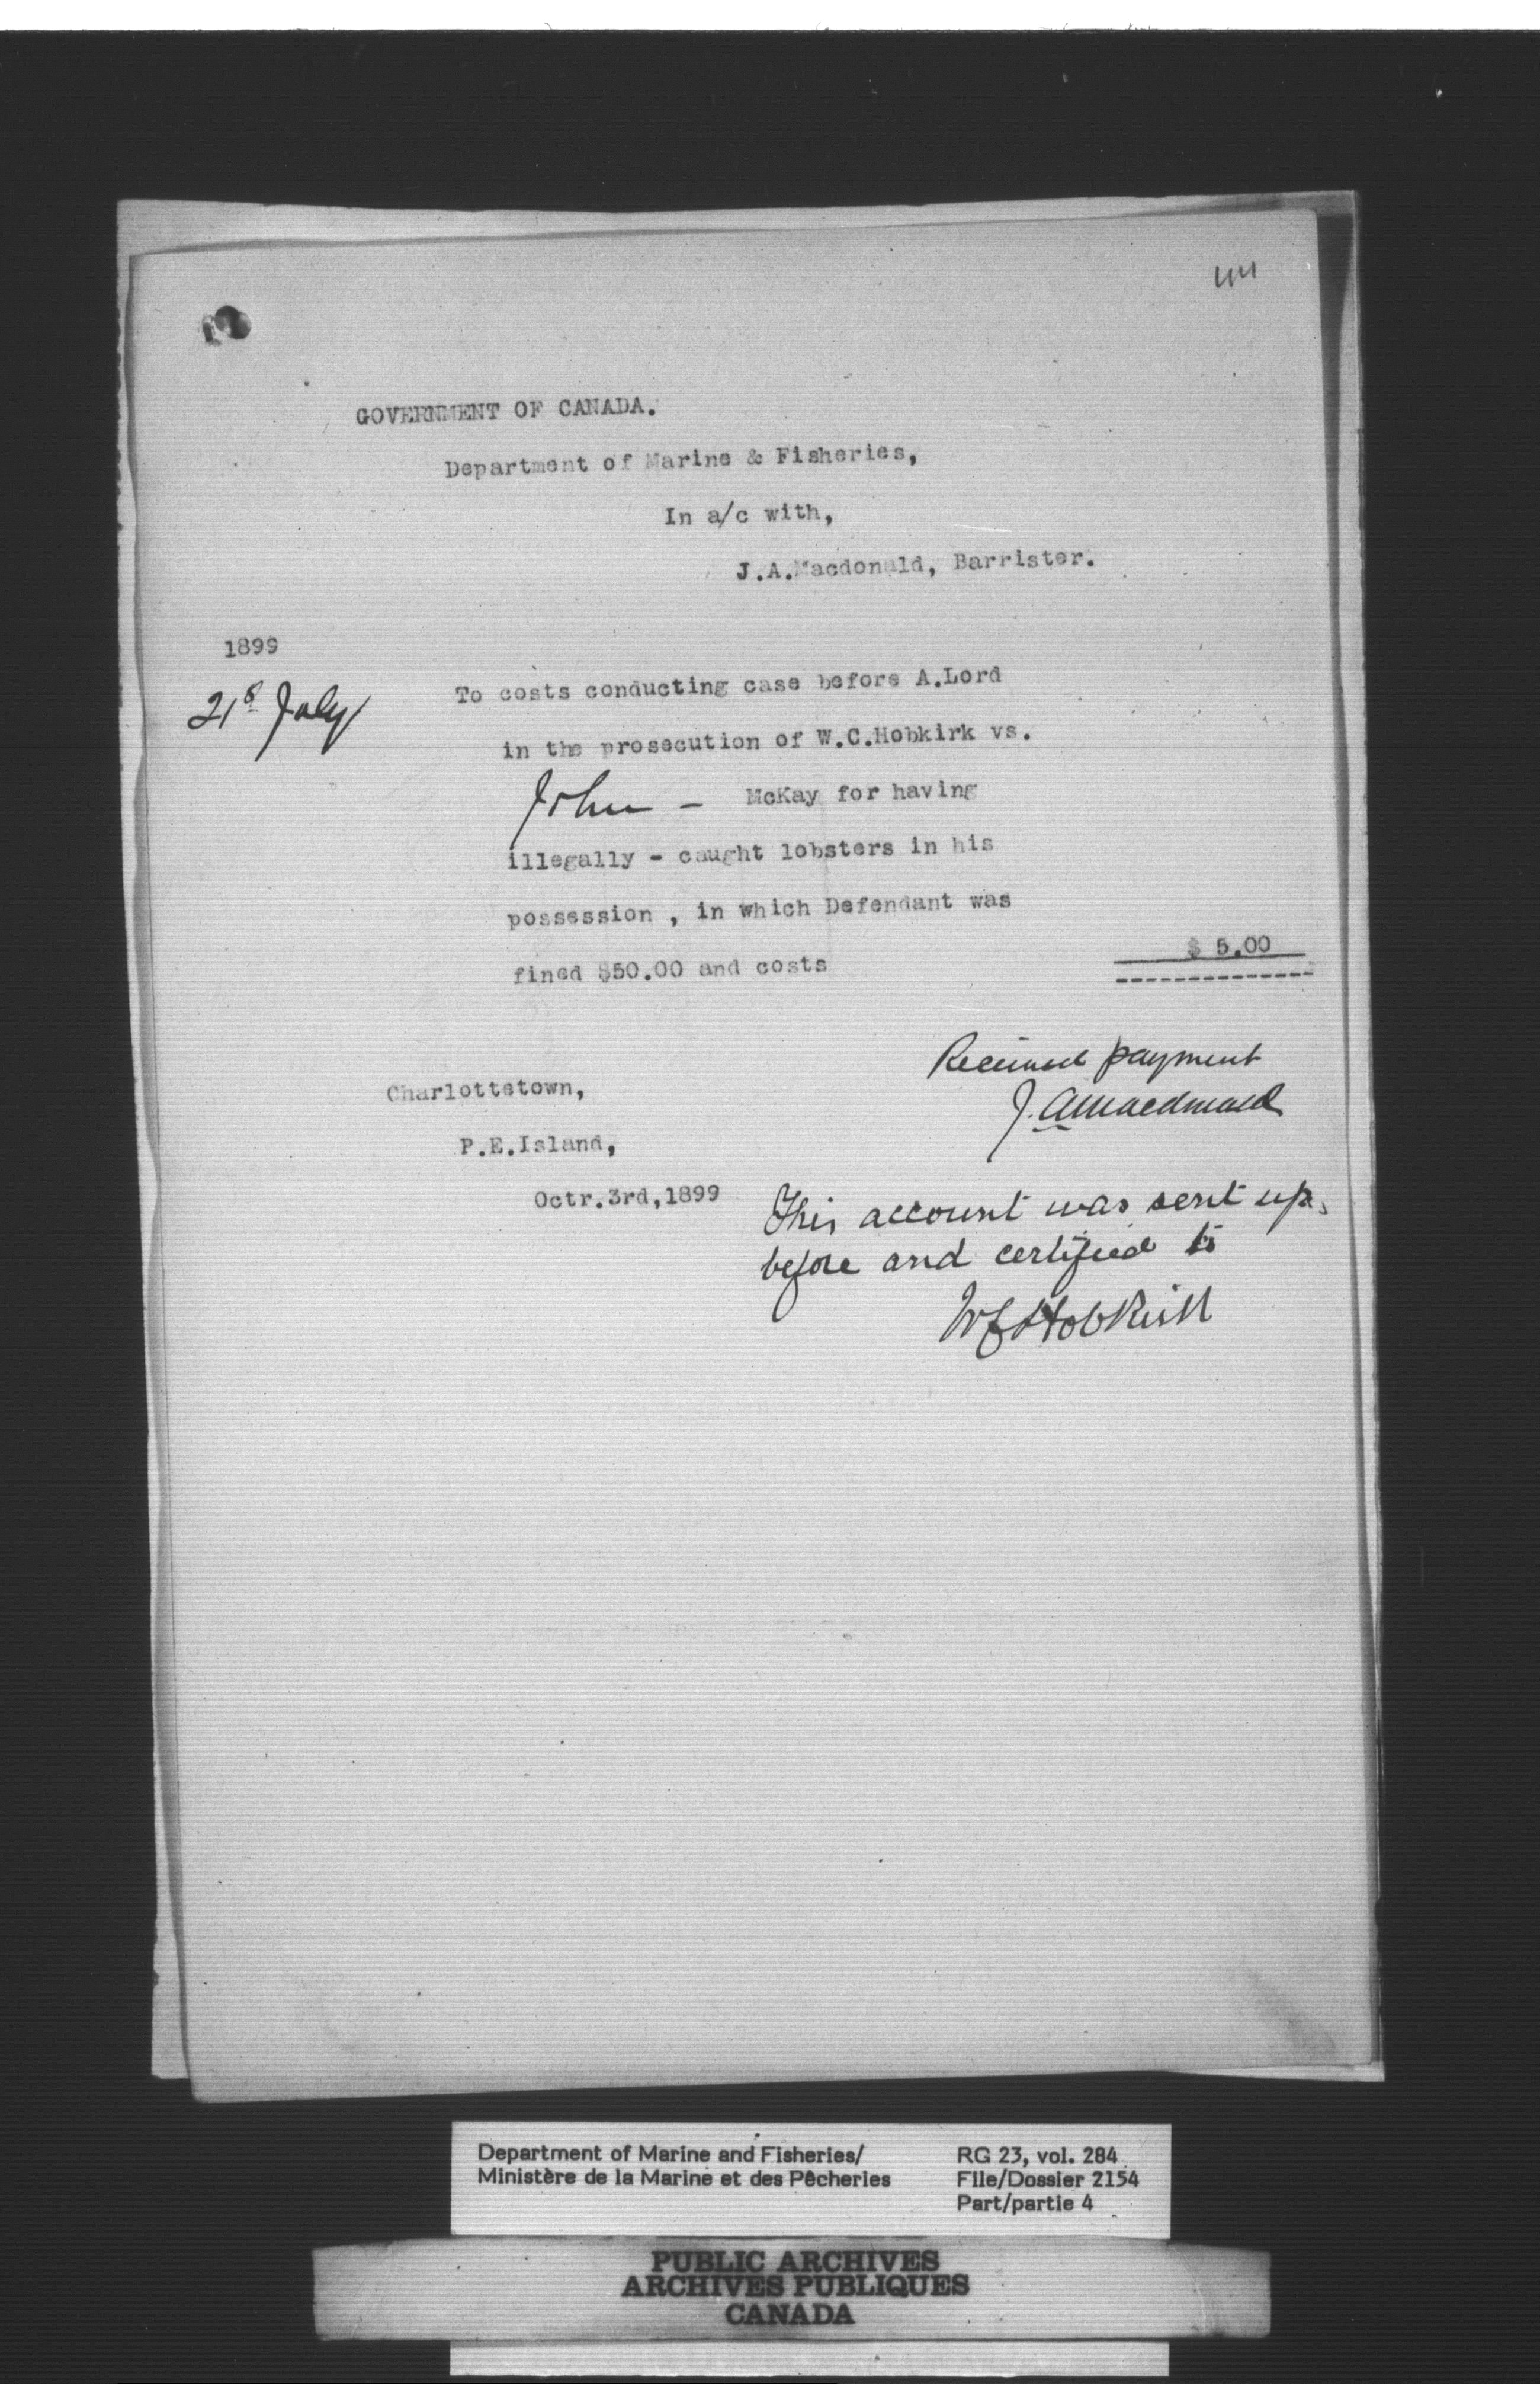 44
GOVERNMENT OF CANADA.
Department of Marine & Fisheries,
In a/c with,
J.A.Macdonald, Barrister.
1899
21st July
To costs conducting case before A.Lord
in the prosecution of W.C.Hobkirk vs.
John - McKay for having
illegally - caught lobsters in his
possession , in which Defendant was
fined $50.00 and costs
$ 5.00
Received payment
J. A Macdonald
Charlottetown,
P.E.Island,
Octr.3rd,1899
This account was sent up
before and certified to
W C Hobkirk
Department of Marine and Fisheries/
Ministère de la Marine et des Pêcheries
RG 23, vol. 284
File/Dossier 2154
Part/partie 4
PUBLIC ARCHIVES
ARCHIVES PUBLIQUES
CANADA